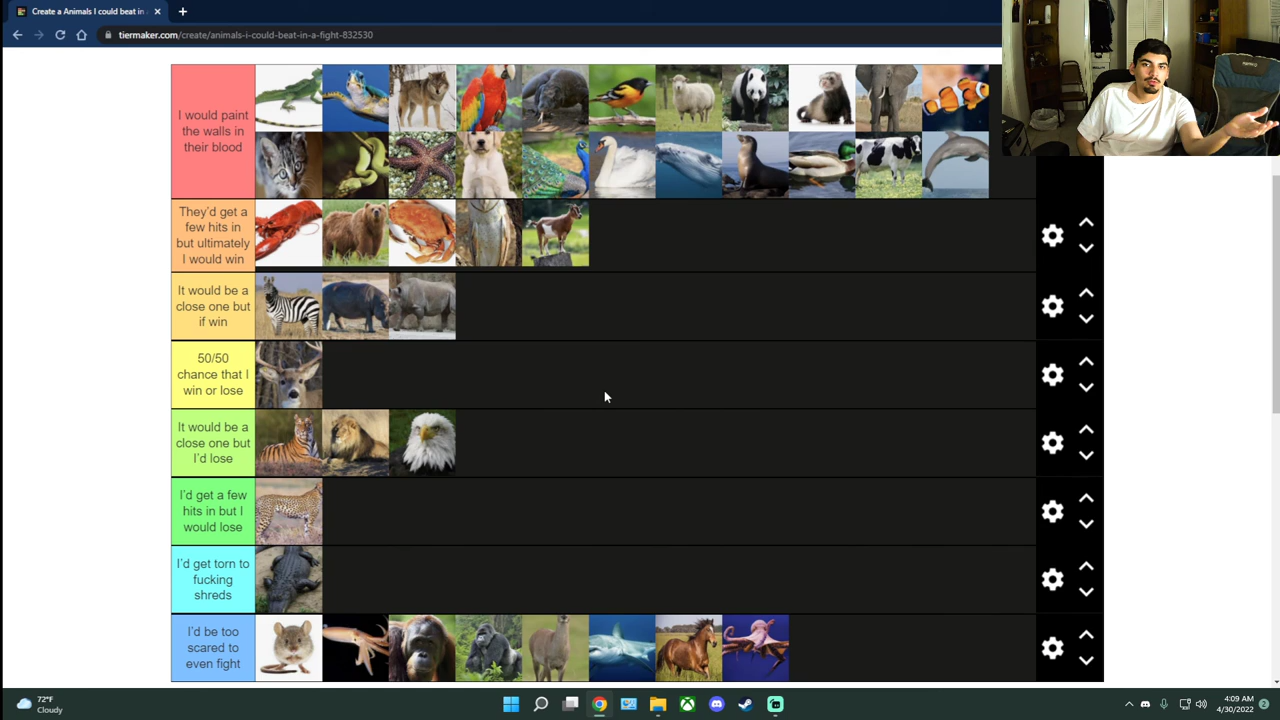 Create a Animals I could beat in
tiermaker.com/create/animals-i-could-beat-in-a-fight-832530
I would paint
the walls in
their blood
They'd get a
few hits in
but ultimately
I would win
It would be a
close one but
if win
50/50
chance that I
win or lose
It would be a
close one but
I'd lose
I'd get a few
hits in but I
would lose
I'd get torn to
fucking
shreds
I'd be too
scared to
even fight
72°F
Cloudy
4:09 AM
4/30/2022